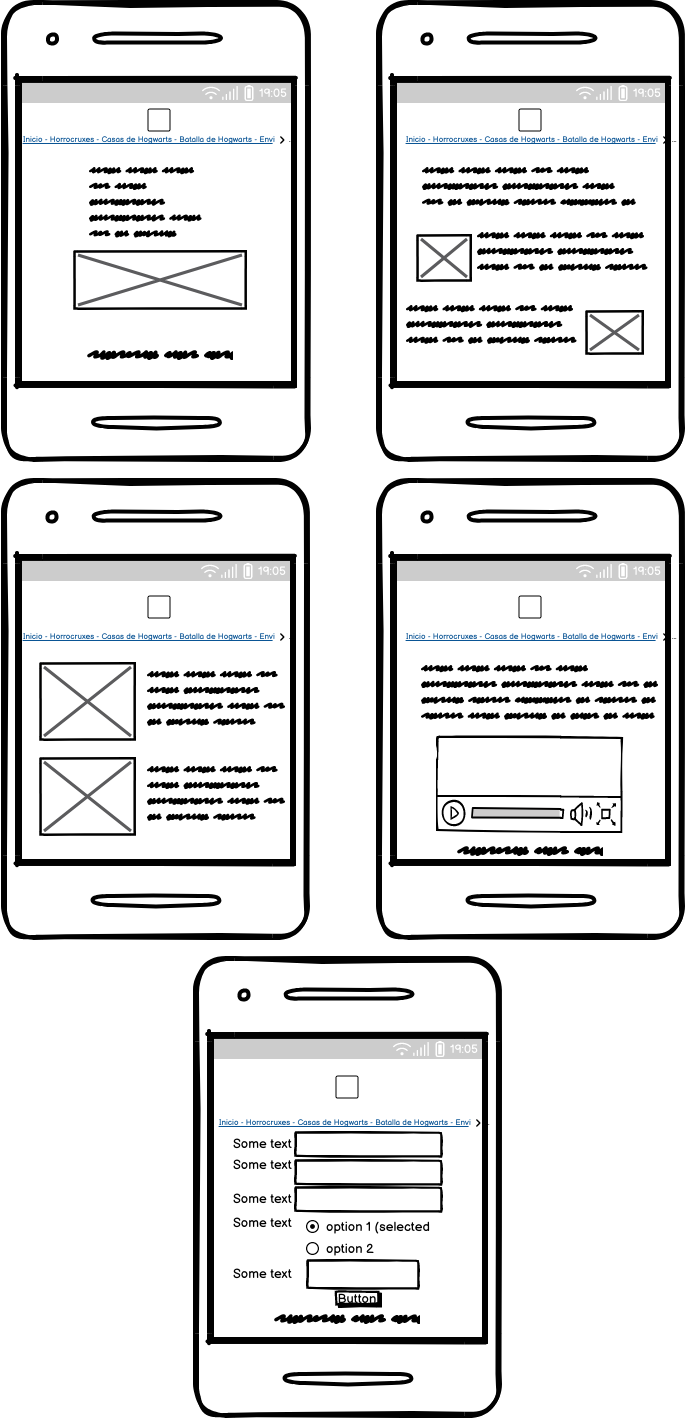 19:05
Inicio - Horrocruxes - Casas de Hogwarts - Batalla de Hogwarts - Envi
19:05
Inicio - Horrocruxes - Casas de Hogwarts - Batalla de Hogwarts - Envi
19:05
Inicio - Horrocruxes - Casas de Hogwarts - Batalla de Hogwarts - Envi
19:05
Inicio - Horrocruxes - Casas de Hogwarts - Batalla de Hogwarts - Envi
19:05
Inicio - Horrocruxes - Casas de Hogwarts - Batalla de Hogwarts - Envi
Some text
Some text
Some text
Some text option 1 (selected
option 2
Some text
Button